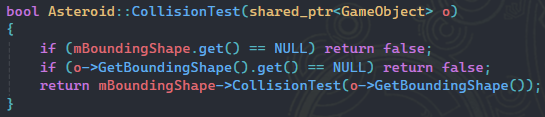 bool Asteroid::CollisionTest(shared_ptr<GameObject> o)
{
    if (mBoundingShape.get() == NULL) return false;
    if (o->GetBoundingShape().get() == NULL) return false;
    return mBoundingShape->CollisionTest(o->GetBoundingShape());
}